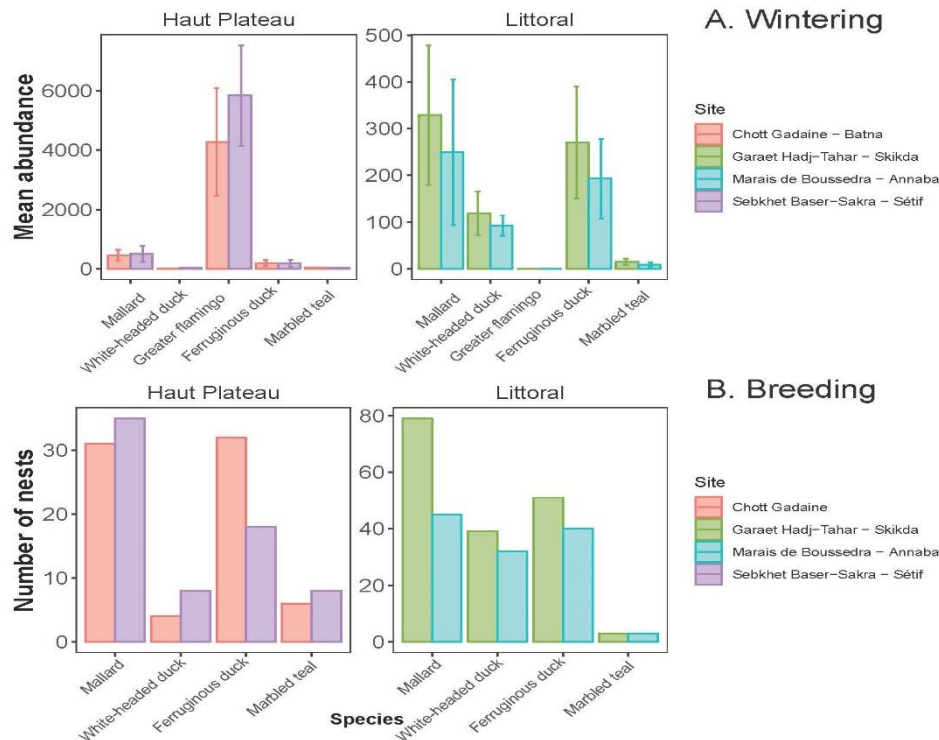 Haut Plateau
Littoral
A. Wintering
Mean abundance
6000
4000
2000
0
500
400
300
200
100
0
Mallard
White-headed duck
Greater flamingo
Ferruginous duck
Marbled teal
Mallard
White-headed duck
Greater flamingo
Ferruginous duck
Marbled teal
Site
Chott Gadaine – Batna
Garaet Hadj-Tahar – Skikda
Marais de Boussedra – Annaba
Sebkhet Baser-Sakra – Sétif
Haut Plateau
Littoral
B. Breeding
Number of nests
30
20
10
0
80
60
40
20
0
Mallard
White-headed duck
Ferruginous duck
Marbled teal
Mallard
White-headed duck
Ferruginous duck
Marbled teal
Species
Site
Chott Gadaine
Garaet Hadj-Tahar – Skikda
Marais de Boussedra – Annaba
Sebkhet Baser-Sakra – Sétif